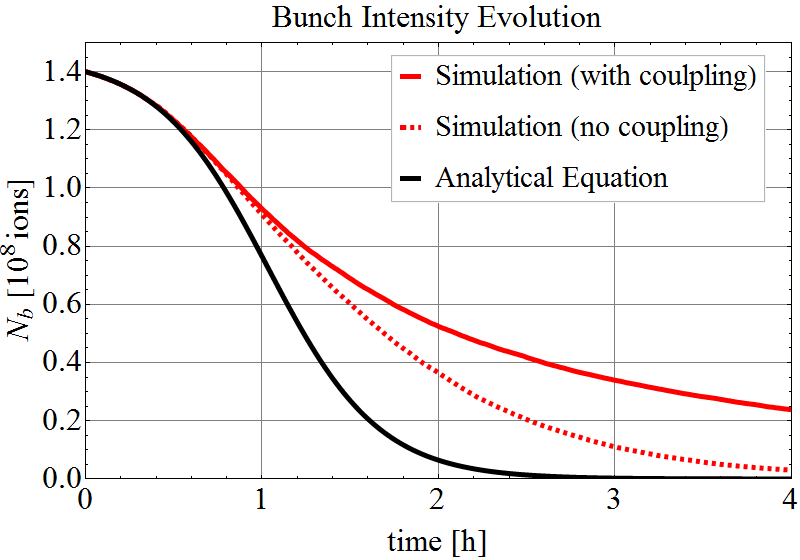 Bunch Intensity Evolution
Simulation (with coulpling)
Simulation (no coupling)
Analytical Equation
N_b [10^8 ions]
1.4
1.2
1.0
0.8
0.6
0.4
0.2
0.0
0 1 2 3 4
time [h]